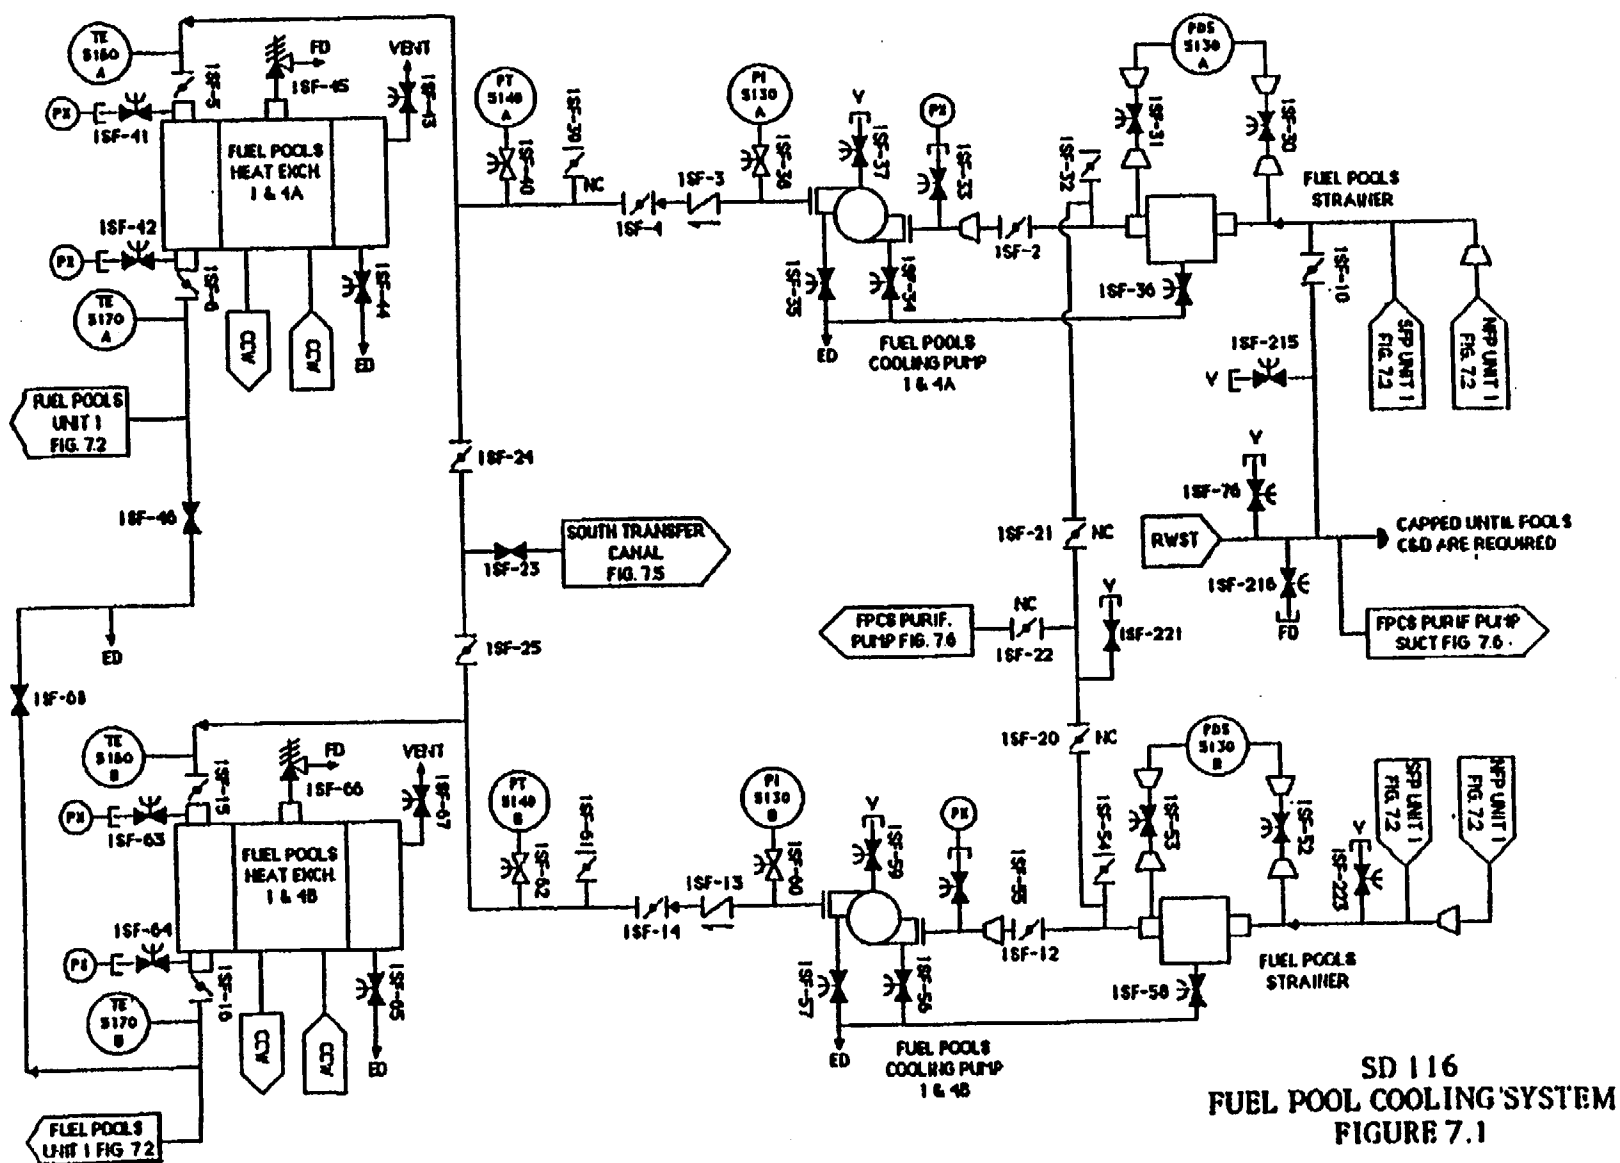 TE
5160
A
1SF-5
FD
1SF-45
VENT
1SF-43
PX
1SF-41
FUEL POOLS
HEAT EXCH.
1 & 4A
1SF-42
PX
1SF-6
TE
5170
A
CCW
CCW
1SF-44
ED
FUEL POOLS
UNIT 1
FIG. 7.2
1SF-46
ED
1SF-68
PT
5140
A
1SF-40
1SF-39
NC
1SF-4
1SF-3
PI
5130
A
1SF-38
V
1SF-37
PX
1SF-33
1SF-2
1SF-35
1SF-34
ED
FUEL POOLS
COOLING PUMP
1 & 4A
1SF-32
PDS
5130
A
1SF-31
1SF-30
1SF-36
FUEL POOLS
STRAINER
1SF-10
SFP UNIT 1
FIG. 7.2
NFP UNIT 1
FIG. 7.2
1SF-215
V
V
1SF-76
RWST
1SF-216
FD
CAPPED UNTIL POOLS
C&D ARE REQUIRED
FPCS PURIF PUMP
SUCT FIG 7.6
1SF-24
1SF-23
SOUTH TRANSFER
CANAL
FIG. 7.5
1SF-25
1SF-21
NC
FPCS PURIF.
PUMP FIG. 7.6
NC
1SF-22
V
1SF-221
1SF-20
NC
TE
5160
B
1SF-15
FD
1SF-66
VENT
1SF-67
PX
1SF-63
FUEL POOLS
HEAT EXCH.
1 & 4B
1SF-64
PX
1SF-16
TE
5170
B
CCW
CCW
1SF-65
ED
FUEL POOLS
UNIT 1 FIG 7.2
PT
5140
B
1SF-62
1SF-61
1SF-14
1SF-13
PI
5130
B
1SF-60
V
1SF-59
PX
1SF-55
1SF-12
1SF-57
1SF-56
ED
FUEL POOLS
COOLING PUMP
1 & 4B
1SF-54
PDS
5130
B
1SF-53
1SF-52
1SF-58
FUEL POOLS
STRAINER
V
1SF-223
SFP UNIT 1
FIG. 7.2
NFP UNIT 1
FIG. 7.2
SD 116
FUEL POOL COOLING SYSTEM
FIGURE 7.1